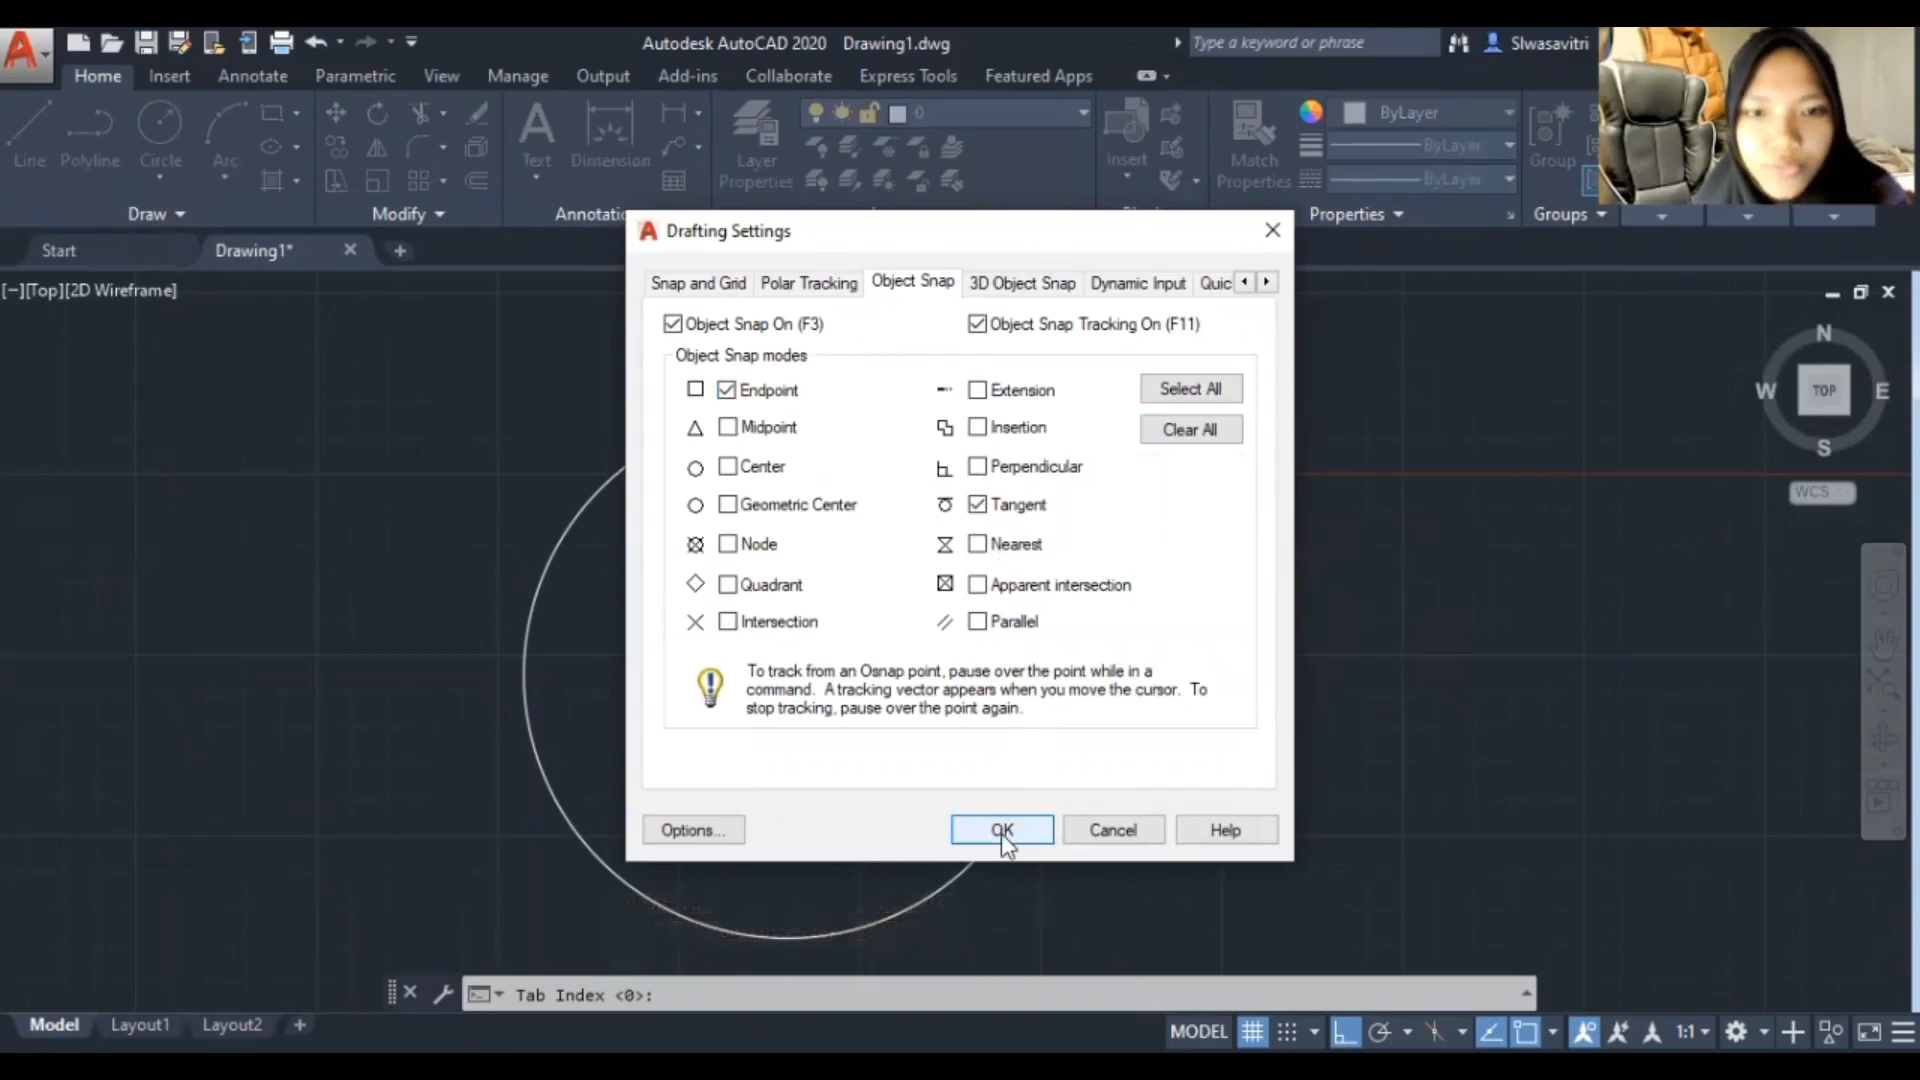 Autodesk AutoCAD 2020 Drawing1.dwg
Type a keyword or phrase
Slwasavitri
Home Insert Annotate Parametric View Manage Output Add-ins Collaborate Express Tools Featured Apps
Line Polyline Circle Arc
Text Dimension
Layer Properties
0
Insert
Match Properties
ByLayer
ByLayer
ByLayer
Group
Draw Modify Properties Groups
Start Drawing1*
[−][Top][2D Wireframe]
Drafting Settings
Snap and Grid Polar Tracking Object Snap 3D Object Snap Dynamic Input Quic
Object Snap On (F3) Object Snap Tracking On (F11)
Object Snap modes
Endpoint Extension Select All
Midpoint Insertion Clear All
Center Perpendicular
Geometric Center Tangent
Node Nearest
Quadrant Apparent intersection
Intersection Parallel
To track from an Osnap point, pause over the point while in a
command. A tracking vector appears when you move the cursor. To
stop tracking, pause over the point again.
Options... OK Cancel Help
N
W TOP E
S
WCS
Tab Index <0>:
Model Layout1 Layout2
MODEL 1:1